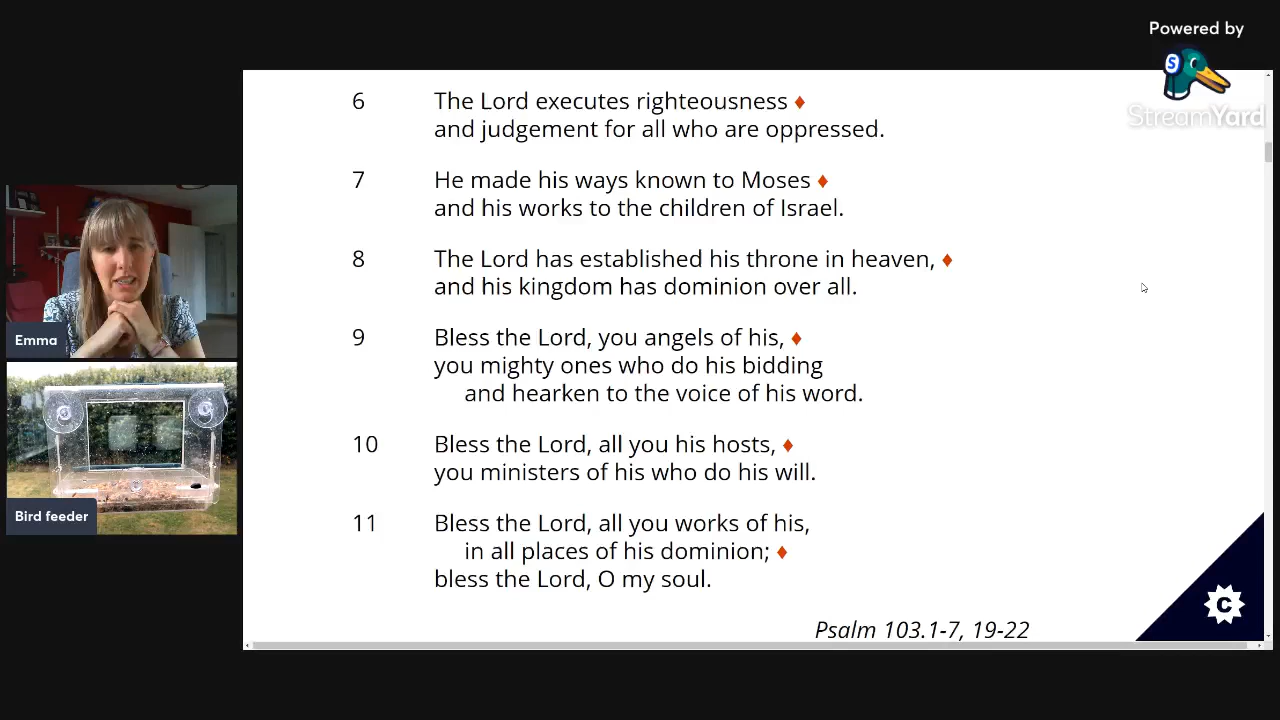 Powered by
StreamYard
6 The Lord executes righteousness ♦
and judgement for all who are oppressed.
7 He made his ways known to Moses ♦
and his works to the children of Israel.
8 The Lord has established his throne in heaven, ♦
and his kingdom has dominion over all.
9 Bless the Lord, you angels of his, ♦
you mighty ones who do his bidding
and hearken to the voice of his word.
10 Bless the Lord, all you his hosts, ♦
you ministers of his who do his will.
11 Bless the Lord, all you works of his,
in all places of his dominion; ♦
bless the Lord, O my soul.
Psalm 103.1-7, 19-22
Emma
Bird feeder
S
C